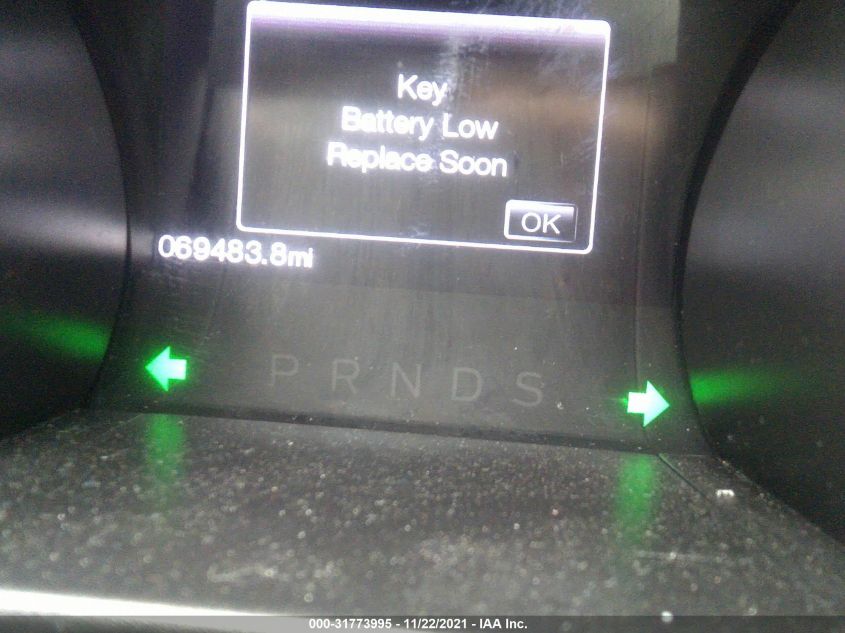 Key
Battery Low
Replace Soon
OK
069483.8mi
P R N D S
000-31773995 - 11/22/2021 - IAA Inc.